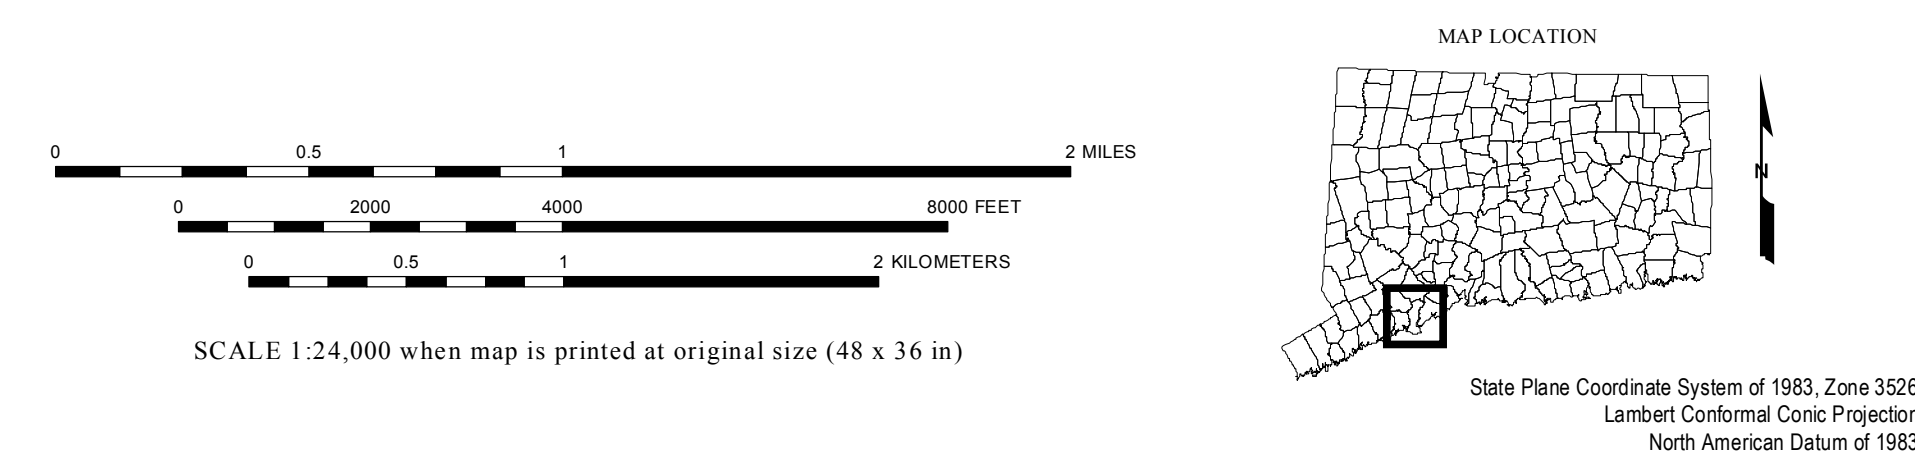 0 0.5 1 2 MILES
0 2000 4000 8000 FEET
0 0.5 1 2 KILOMETERS
SCALE 1:24,000 when map is printed at original size (48 x 36 in)
MAP LOCATION
N
State Plane Coordinate System of 1983, Zone 3526
Lambert Conformal Conic Projection
North American Datum of 1983